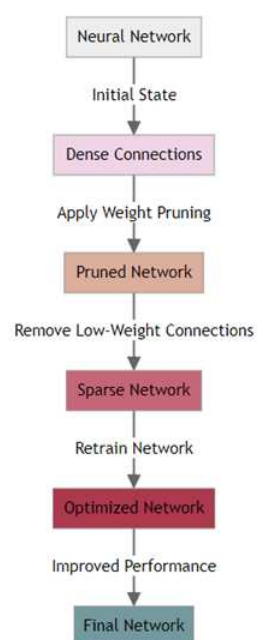 Neural Network
Initial State
Dense Connections
Apply Weight Pruning
Pruned Network
Remove Low-Weight Connections
Sparse Network
Retrain Network
Optimized Network
Improved Performance
Final Network